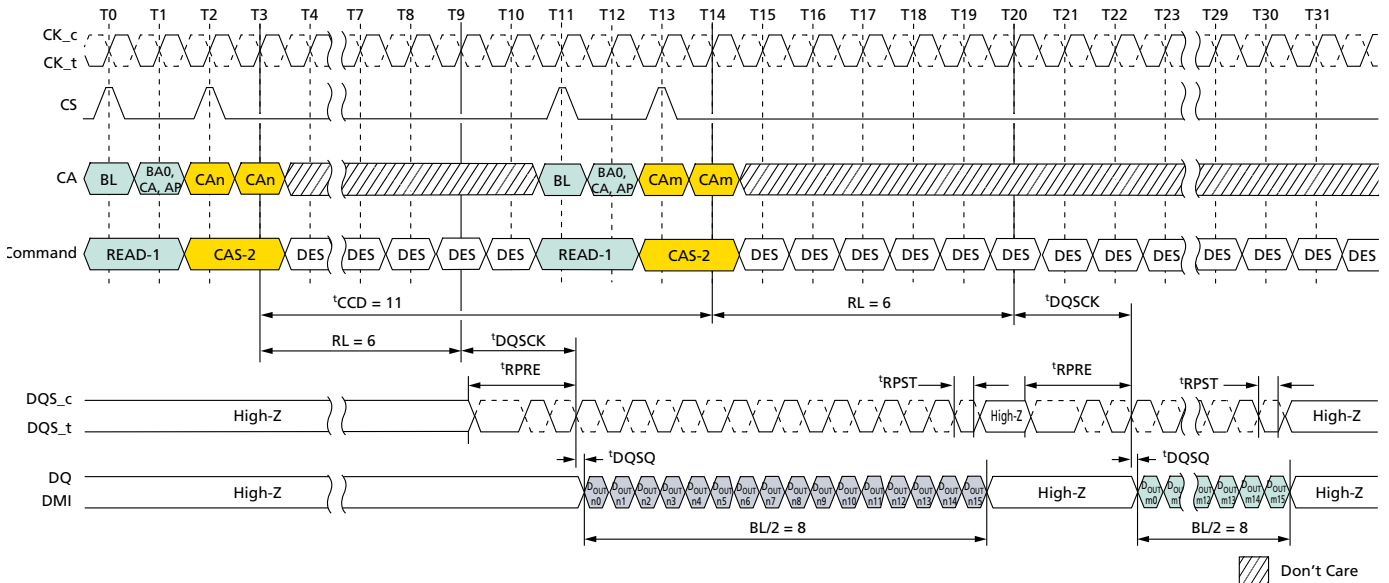 T0 T1 T2 T3 T4 T7 T8 T9 T10 T11 T12 T13 T14 T15 T16 T17 T18 T19 T20 T21 T22 T23 T29 T30 T31
CK_c
CK_t
CS
CA BL BA0, CA, AP CAn CAn BL BA0, CA, AP CAm CAm
Command READ-1 CAS-2 DES DES DES DES DES READ-1 CAS-2 DES DES DES DES DES DES DES DES DES DES DES DES DES
tCCD = 11 RL = 6 tDQSCK
RL = 6 tDQSCK
tRPRE tRPST tRPRE tRPST
DQS_c
DQS_t
High-Z High-Z High-Z
tDQSQ tDQSQ
DQ
DMI
High-Z DOUT n0 DOUT n1 DOUT n2 DOUT n3 DOUT n4 DOUT n5 DOUT n6 DOUT n7 DOUT n8 DOUT n9 DOUT n10 DOUT n11 DOUT n12 DOUT n13 DOUT n14 DOUT n15 High-Z DOUT m0 DOUT m1 DOUT m12 DOUT m13 DOUT m14 DOUT m15 High-Z
BL/2 = 8 BL/2 = 8
Don't Care